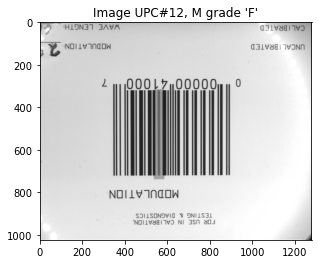 Image UPC#12, M grade 'F'
0
200
400
600
800
1000
0 200 400 600 800 1000 1200
FOR USE IN CALIBRATION,
TESTING & DIAGNOSTICS
MODULATION
0 00000 41000 7
UNCALIBRATED MODULATION
CALIBRATED WAVE LENGTH